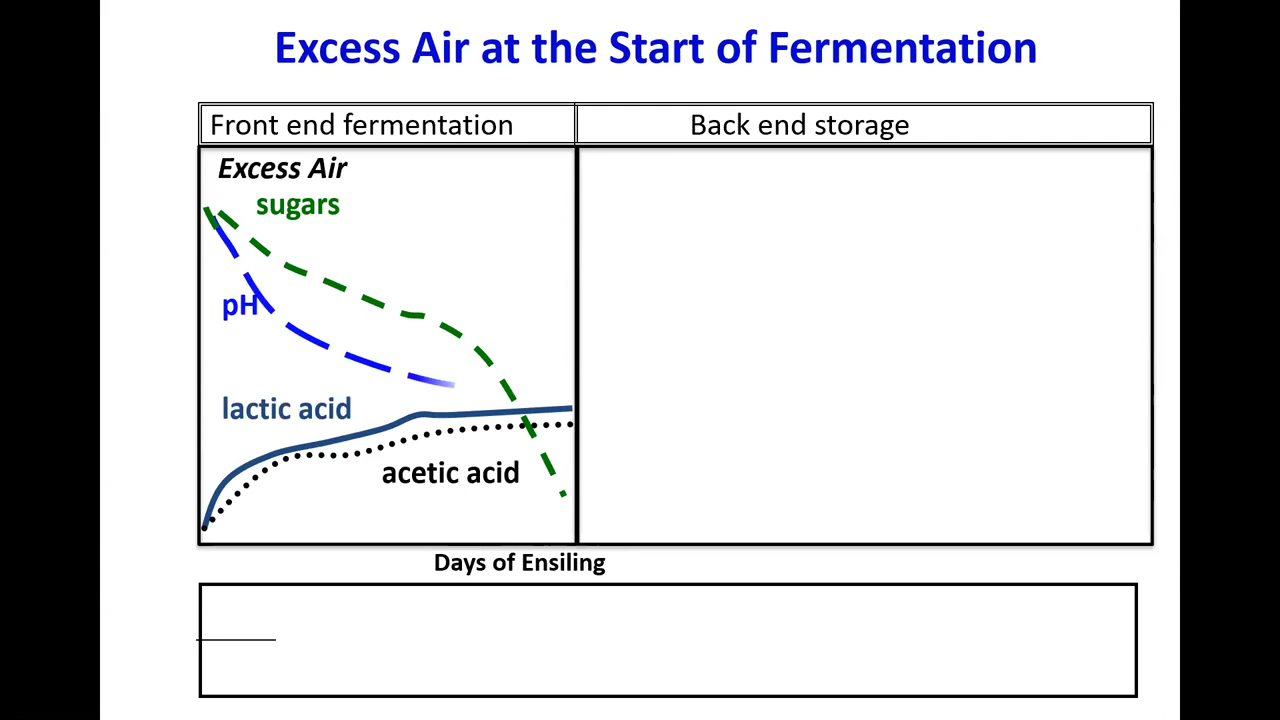 Excess Air at the Start of Fermentation
Front end fermentation
Back end storage
Excess Air
sugars
pH
lactic acid
acetic acid
Days of Ensiling